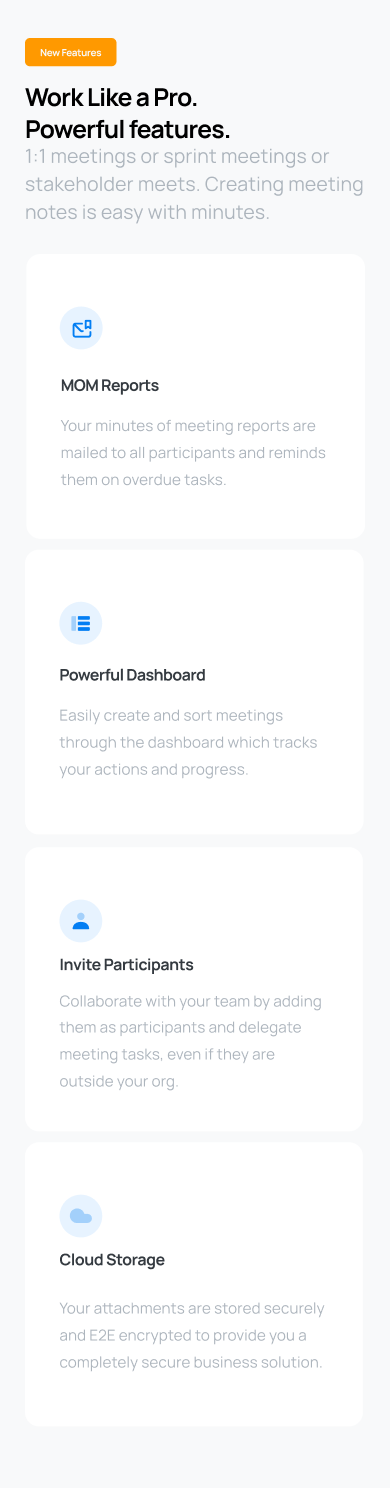 New Features
Work Like a Pro.
Powerful features.
1:1 meetings or sprint meetings or
stakeholder meets. Creating meeting
notes is easy with minutes.
MOM Reports
Your minutes of meeting reports are
mailed to all participants and reminds
them on overdue tasks.
Powerful Dashboard
Easily create and sort meetings
through the dashboard which tracks
your actions and progress.
Invite Participants
Collaborate with your team by adding
them as participants and delegate
meeting tasks, even if they are
outside your org.
Cloud Storage
Your attachments are stored securely
and E2E encrypted to provide you a
completely secure business solution.